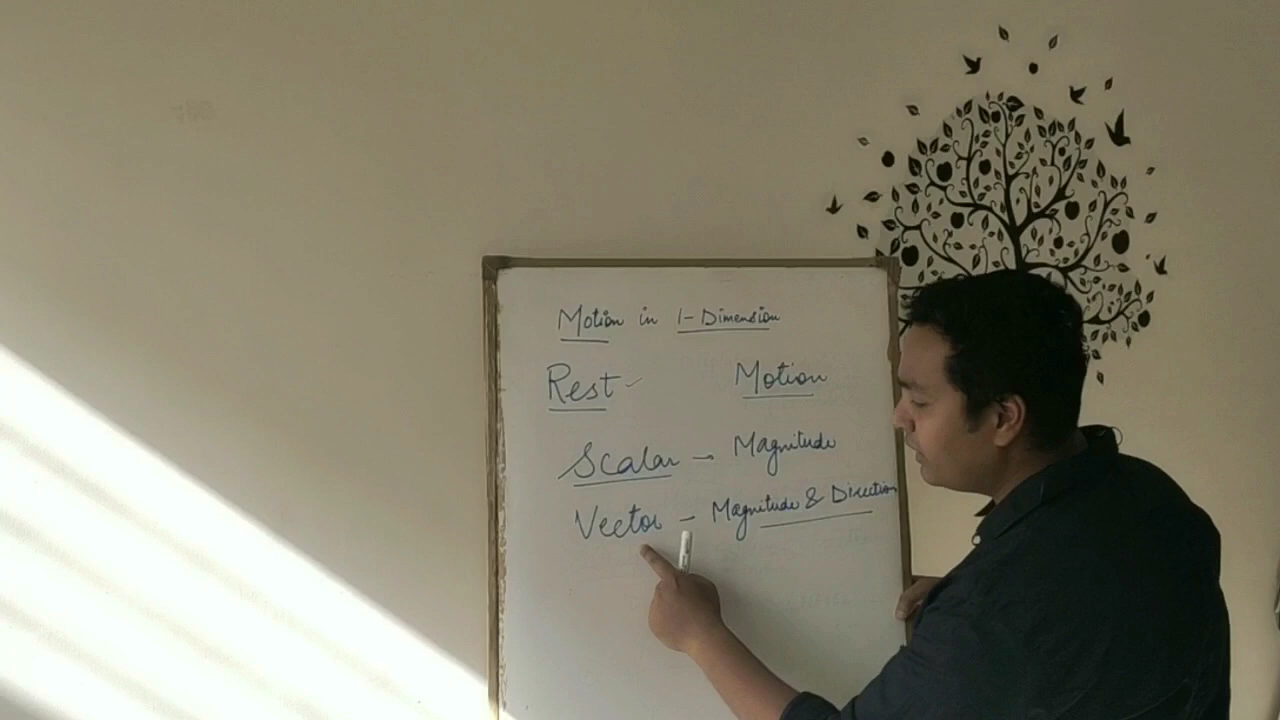 Motion in 1-Dimension
Rest Motion
Scalar → Magnitude
Vector - Magnitude & Direction